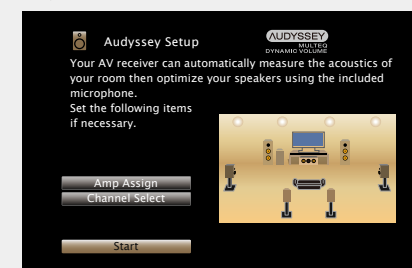 Audyssey Setup
AUDYSSEY
MULTEQ
DYNAMIC VOLUME
Your AV receiver can automatically measure the acoustics of
your room then optimize your speakers using the included
microphone.
Set the following items
if necessary.
Amp Assign
Channel Select
Start